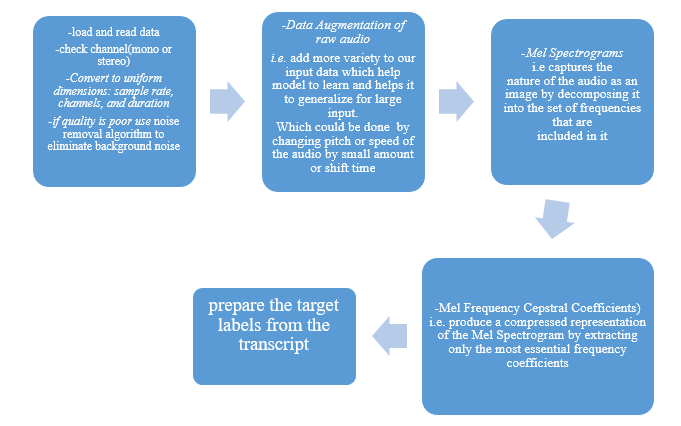 -load and read data
-check channel(mono or
stereo)
-Convert to uniform
dimensions: sample rate,
channels, and duration
-if quality is poor use noise
removal algorithm to
eliminate background noise
-Data Augmentation of
raw audio
i.e. add more variety to our
input data which help
model to learn and helps it
to generalize for large
input.
Which could be done by
changing pitch or speed of
the audio by small amount
or shift time
-Mel Spectrograms
i.e captures the
nature of the audio as an
image by decomposing it
into the set of frequencies
that are
included in it
-Mel Frequency Cepstral Coefficients)
i.e. produce a compressed representation
of the Mel Spectrogram by extracting
only the most essential frequency
coefficients
prepare the target
labels from the
transcript